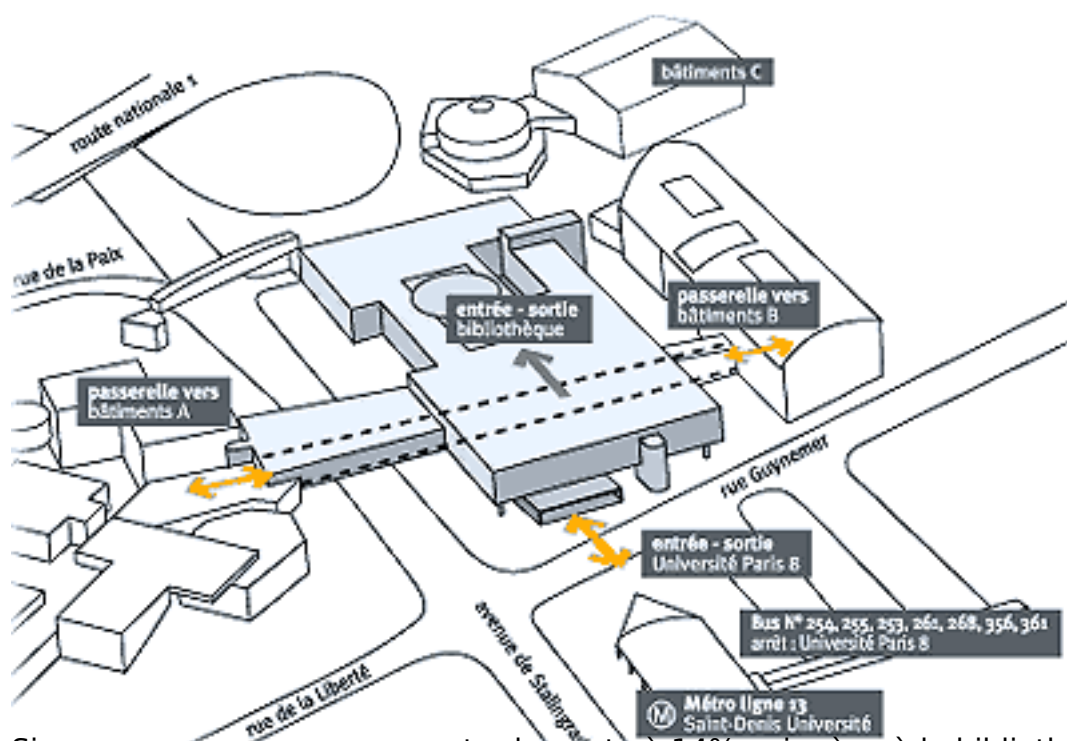 bâtiments C
route nationale 1
rue de la Paix
passerelle vers
bâtiments B
entrée - sortie
bibliothèque
passerelle vers
bâtiments A
rue Guynemer
entrée - sortie
Université Paris 8
Bus N° 254, 255, 253, 261, 268, 356, 361
arrêt : Université Paris 8
avenue de Stalingrad
rue de la Liberté
M Métro ligne 13
Saint-Denis Université